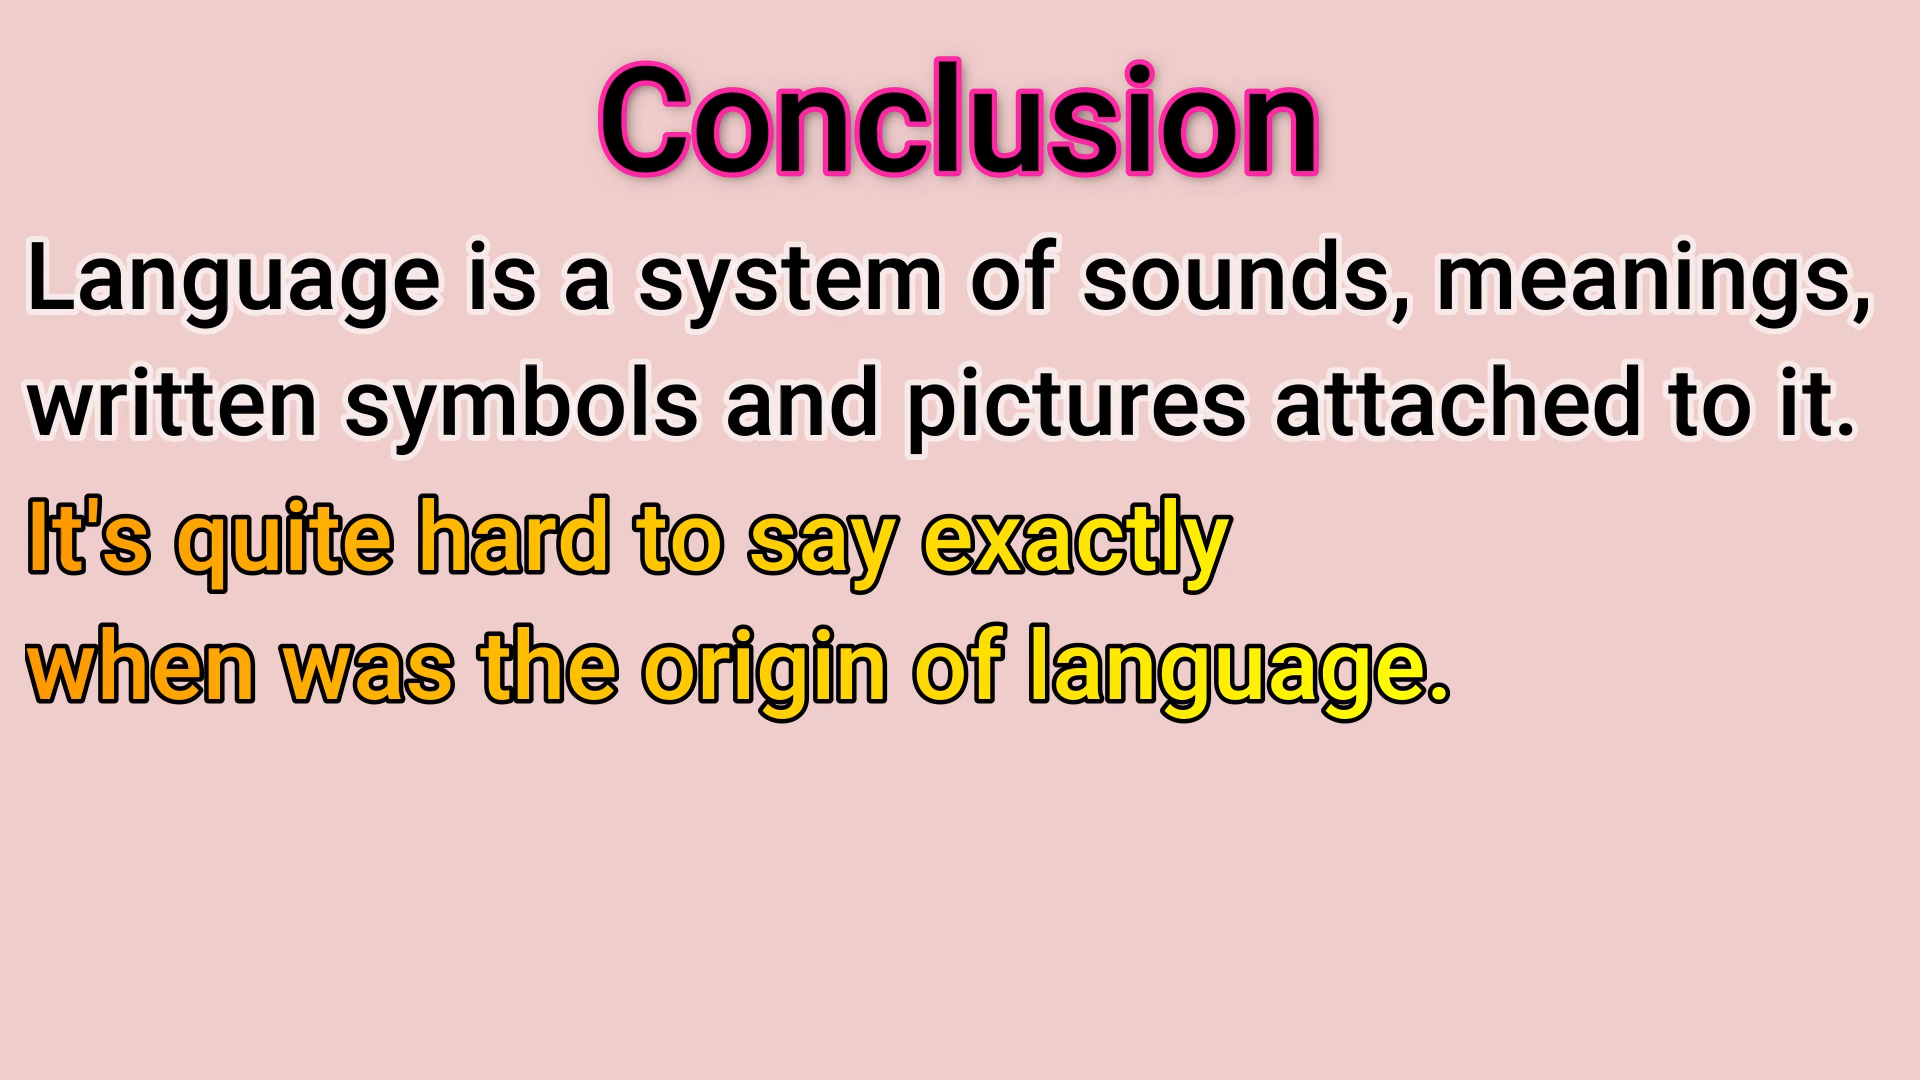 Conclusion
Language is a system of sounds, meanings,
written symbols and pictures attached to it.
It's quite hard to say exactly
when was the origin of language.